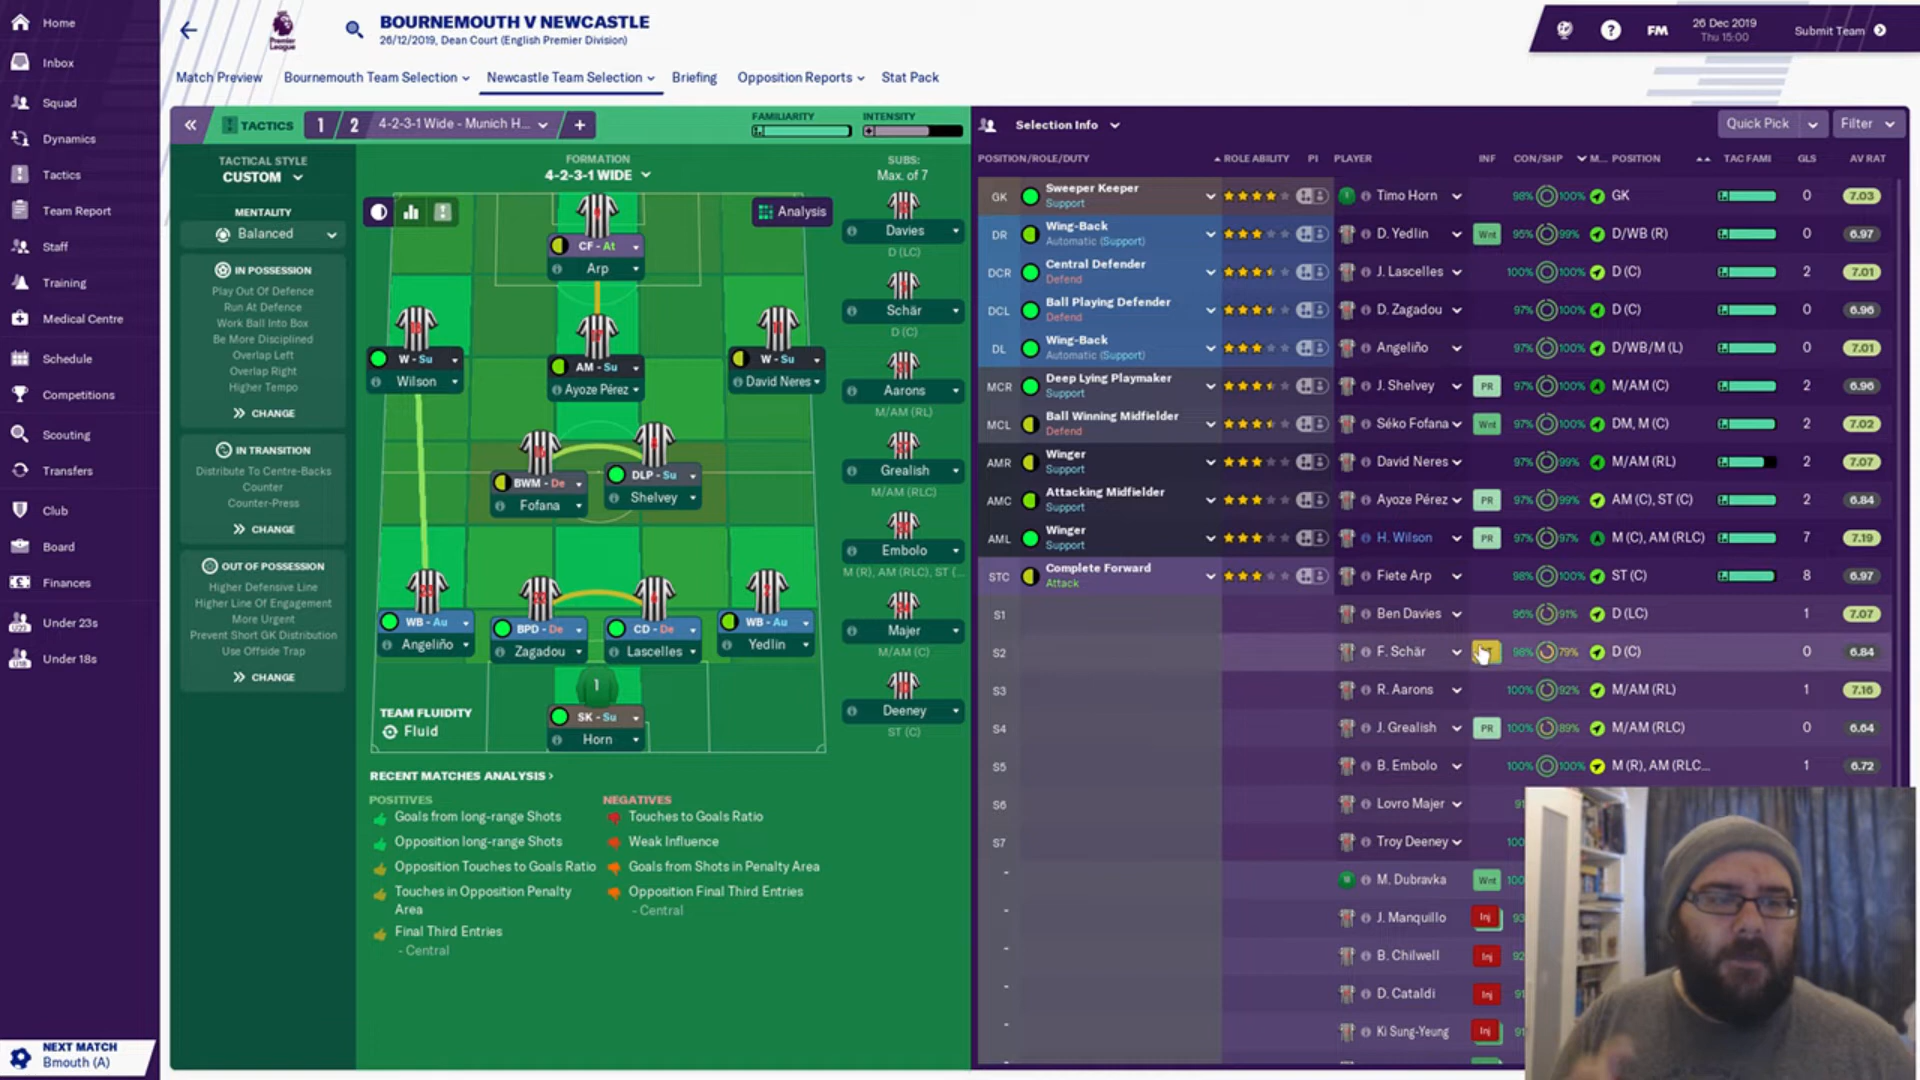 Home
Inbox
Squad
Dynamics
Tactics
Team Report
Staff
Training
Medical Centre
Schedule
Competitions
Scouting
Transfers
Club
Board
Finances
Under 23s
Under 18s
NEXT MATCH
Bmouth (A)
Premier League
BOURNEMOUTH V NEWCASTLE
26/12/2019, Dean Court (English Premier Division)
FM
26 Dec 2019
Thu 15:00
Submit Team
Match Preview
Bournemouth Team Selection
Newcastle Team Selection
Briefing
Opposition Reports
Stat Pack
TACTICS 1 2 4-2-3-1 Wide - Munich H... +
FAMILIARITY
INTENSITY
TACTICAL STYLE
CUSTOM
MENTALITY
Balanced
IN POSSESSION
Play Out Of Defence
Run At Defence
Work Ball Into Box
Be More Disciplined
Overlap Left
Overlap Right
Higher Tempo
CHANGE
IN TRANSITION
Distribute To Centre-Backs
Counter
Counter-Press
CHANGE
OUT OF POSSESSION
Higher Defensive Line
Higher Line Of Engagement
More Urgent
Prevent Short GK Distribution
Use Offside Trap
CHANGE
FORMATION
4-2-3-1 WIDE
Analysis
CF - At
Arp
W - Su
Wilson
AM - Su
Ayoze Pérez
W - Su
David Neres
BWM - De
Fofana
DLP - Su
Shelvey
WB - Au
Angeliño
BPD - De
Zagadou
CD - De
Lascelles
WB - Au
Yedlin
1
SK - Su
Horn
TEAM FLUIDITY
Fluid
SUBS:
Max. of 7
Davies
D (LC)
Schär
D (C)
Aarons
M/AM (RL)
Grealish
M/AM (RLC)
Embolo
M (R), AM (RLC), ST (...
Majer
M/AM (C)
Deeney
ST (C)
RECENT MATCHES ANALYSIS >
POSITIVES
Goals from long-range Shots
Opposition long-range Shots
Opposition Touches to Goals Ratio
Touches in Opposition Penalty
Area
Final Third Entries
- Central
NEGATIVES
Touches to Goals Ratio
Weak Influence
Goals from Shots in Penalty Area
Opposition Final Third Entries
- Central
Selection Info
Quick Pick
Filter
POSITION/ROLE/DUTY ROLE ABILITY PI PLAYER INF CON/SHP M... POSITION TAC FAMI GLS AV RAT
GK Sweeper Keeper Support Timo Horn 98% 100% GK 0 7.03
DR Wing-Back Automatic (Support) D. Yedlin Wnt 95% 99% D/WB (R) 0 6.97
DCR Central Defender Defend J. Lascelles 100% 100% D (C) 2 7.01
DCL Ball Playing Defender Defend D. Zagadou 97% 100% D (C) 0 6.96
DL Wing-Back Automatic (Support) Angeliño 97% 100% D/WB/M (L) 0 7.01
MCR Deep Lying Playmaker Support J. Shelvey PR 97% 100% M/AM (C) 2 6.96
MCL Ball Winning Midfielder Defend Séko Fofana Wnt 97% 100% DM, M (C) 2 7.02
AMR Winger Support David Neres 97% 99% M/AM (RL) 2 7.07
AMC Attacking Midfielder Support Ayoze Pérez PR 97% 99% AM (C), ST (C) 2 6.84
AML Winger Support H. Wilson PR 97% 97% M (C), AM (RLC) 7 7.19
STC Complete Forward Attack Fiete Arp 98% 100% ST (C) 8 6.97
S1 Ben Davies 96% 91% D (LC) 1 7.07
S2 F. Schär 98% 79% D (C) 0 6.84
S3 R. Aarons 100% 92% M/AM (RL) 1 7.16
S4 J. Grealish PR 100% 89% M/AM (RLC) 0 6.64
S5 B. Embolo 100% 100% M (R), AM (RLC... 1 6.72
S6 Lovro Majer
S7 Troy Deeney
- M. Dubravka Wnt
- J. Manquillo Inj
- B. Chilwell Inj
- D. Cataldi Inj
- Ki Sung-Yeung Inj